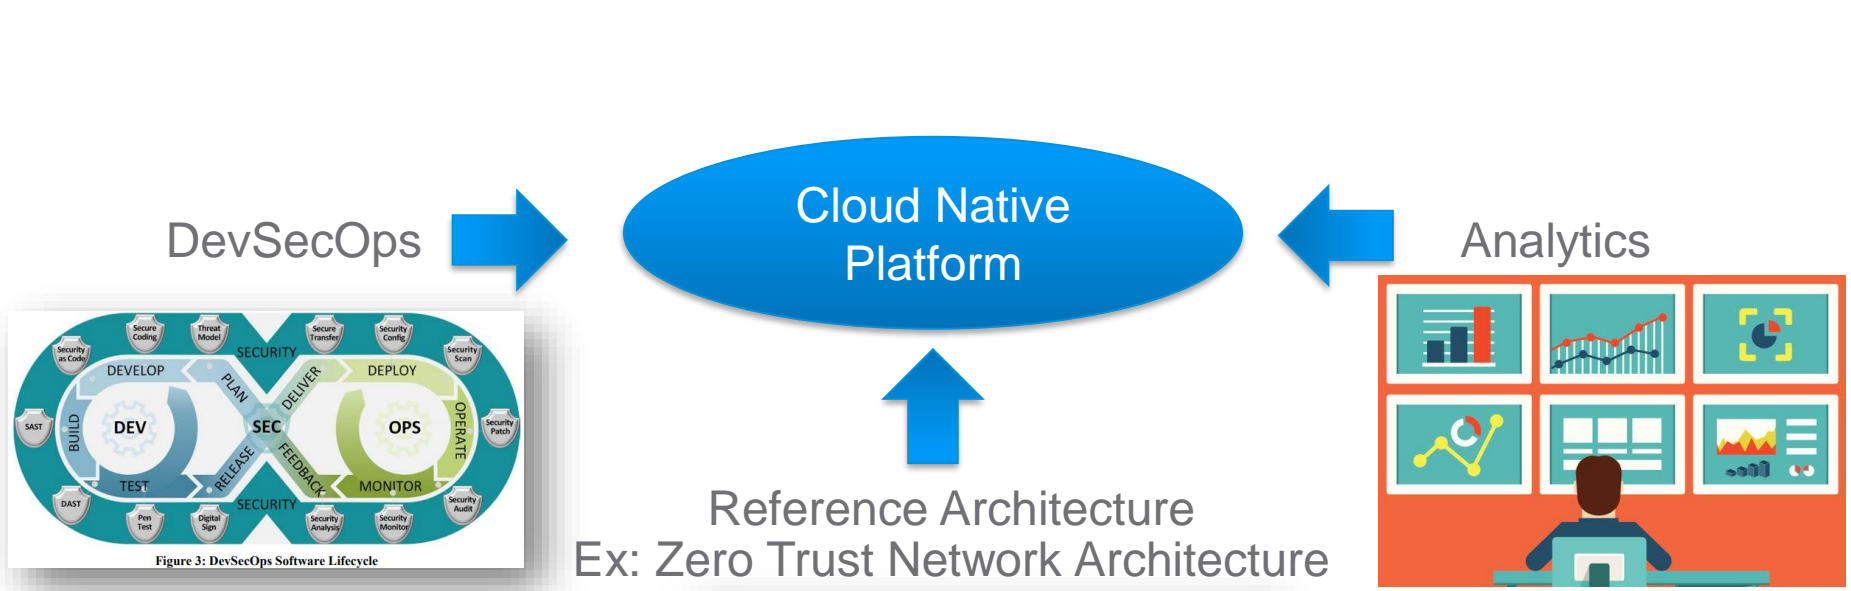 Cloud Native
Platform
DevSecOps
Analytics
Secure
Coding
Threat
Model
Secure
Transfer
Security
Config
Security
as Code
SECURITY
Security
Scan
DEVELOP
PLAN
DELIVER
DEPLOY
SAST
BUILD
DEV
SEC
OPS
OPERATE
Security
Patch
TEST
RELEASE
FEEDBACK
MONITOR
DAST
SECURITY
Security
Audit
Pen
Test
Digital
Sign
Security
Analysis
Security
Monitor
Figure 3: DevSecOps Software Lifecycle
Reference Architecture
Ex: Zero Trust Network Architecture